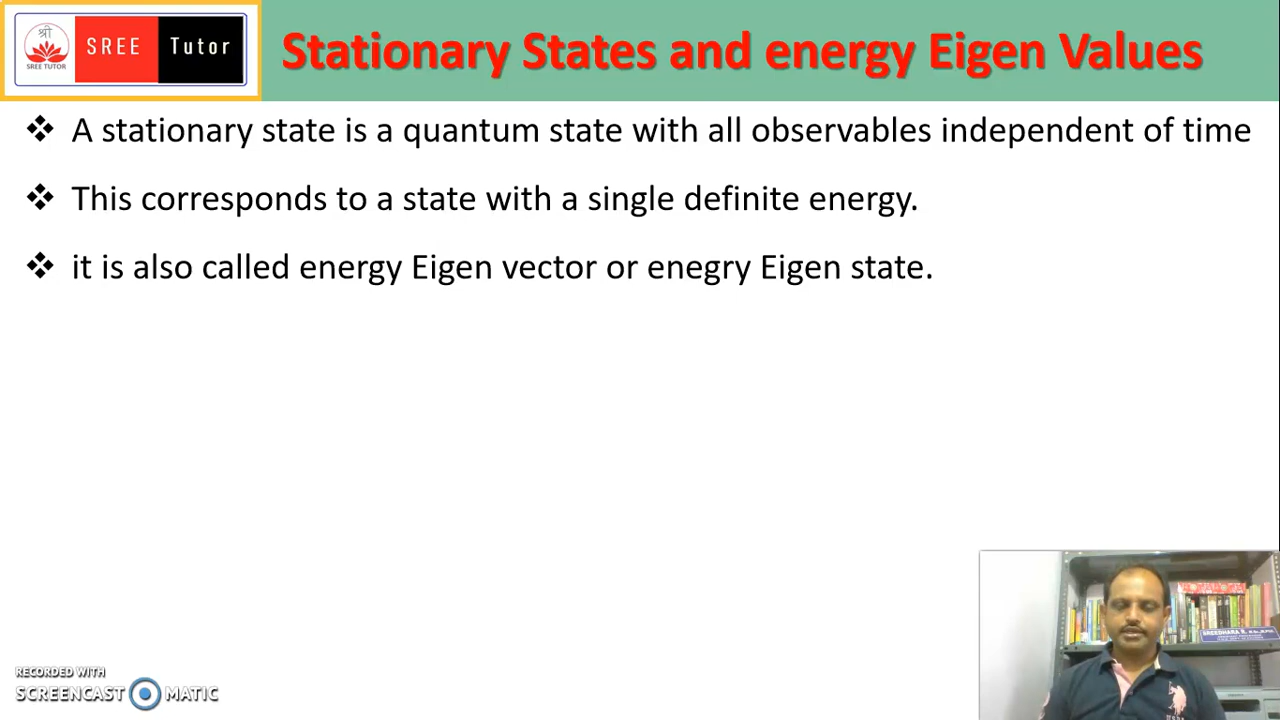 श्री
SREE TUTOR
SREE Tutor
Stationary States and energy Eigen Values
❖ A stationary state is a quantum state with all observables independent of time
❖ This corresponds to a state with a single definite energy.
❖ it is also called energy Eigen vector or enegry Eigen state.
SREEDHARA B.
RECORDED WITH
SCREENCAST MATIC